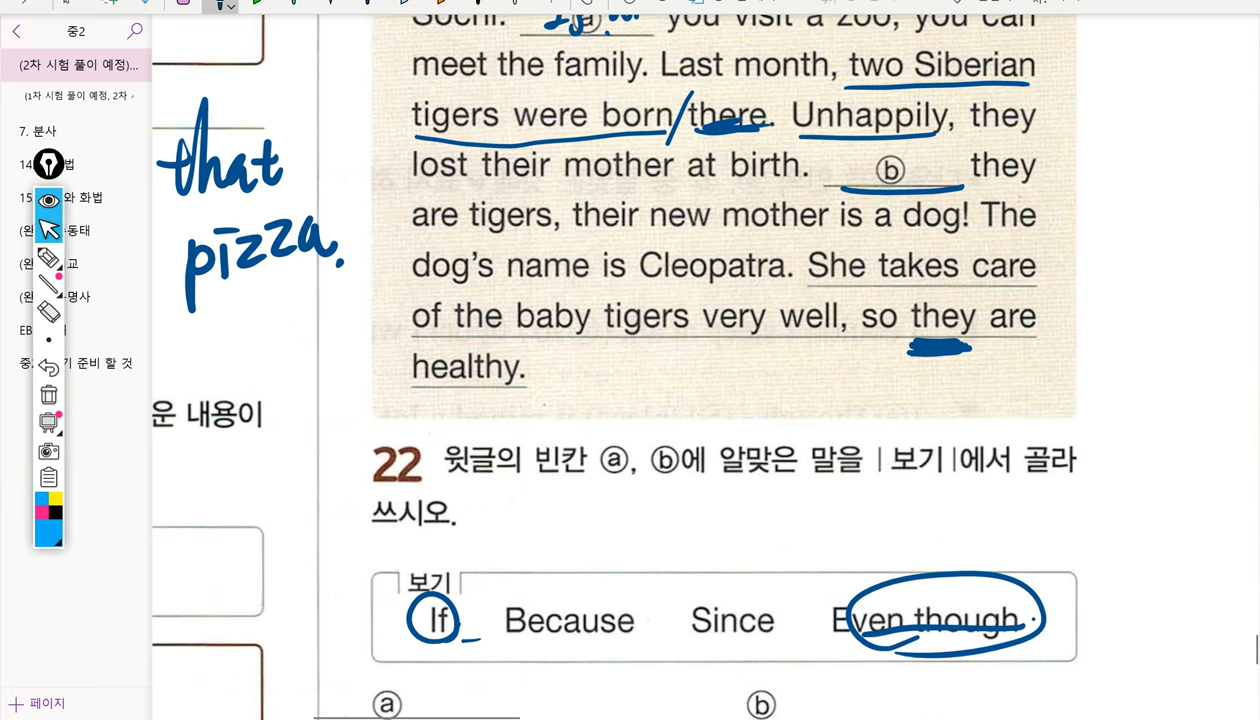 중2
(2차 시험 풀이 예정)...
(1차 시험 풀이 예정, 2차
7. 분사
14 법
15 와 화법
(완 동태
(완 교
(완 명사
EB
중2 기 준비 할 것
페이지
that
pizza.
운 내용이
Sochi. ⓐ you visit a zoo, you can
meet the family. Last month, two Siberian
tigers were born / there. Unhappily, they
lost their mother at birth. ⓑ they
are tigers, their new mother is a dog! The
dog's name is Cleopatra. She takes care
of the baby tigers very well, so they are
healthy.
22 윗글의 빈칸 ⓐ, ⓑ에 알맞은 말을 |보기|에서 골라
쓰시오.
보기
If Because Since Even though
ⓐ ⓑ